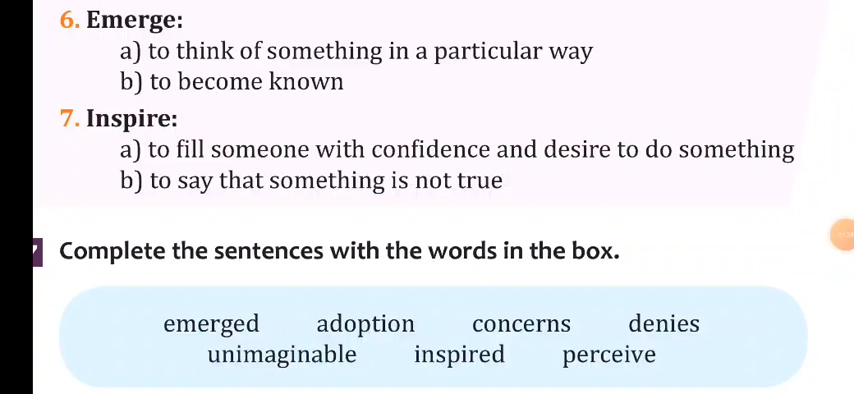 6. Emerge:
a) to think of something in a particular way
b) to become known
7. Inspire:
a) to fill someone with confidence and desire to do something
b) to say that something is not true
7 Complete the sentences with the words in the box.
emerged adoption concerns denies
unimaginable inspired perceive